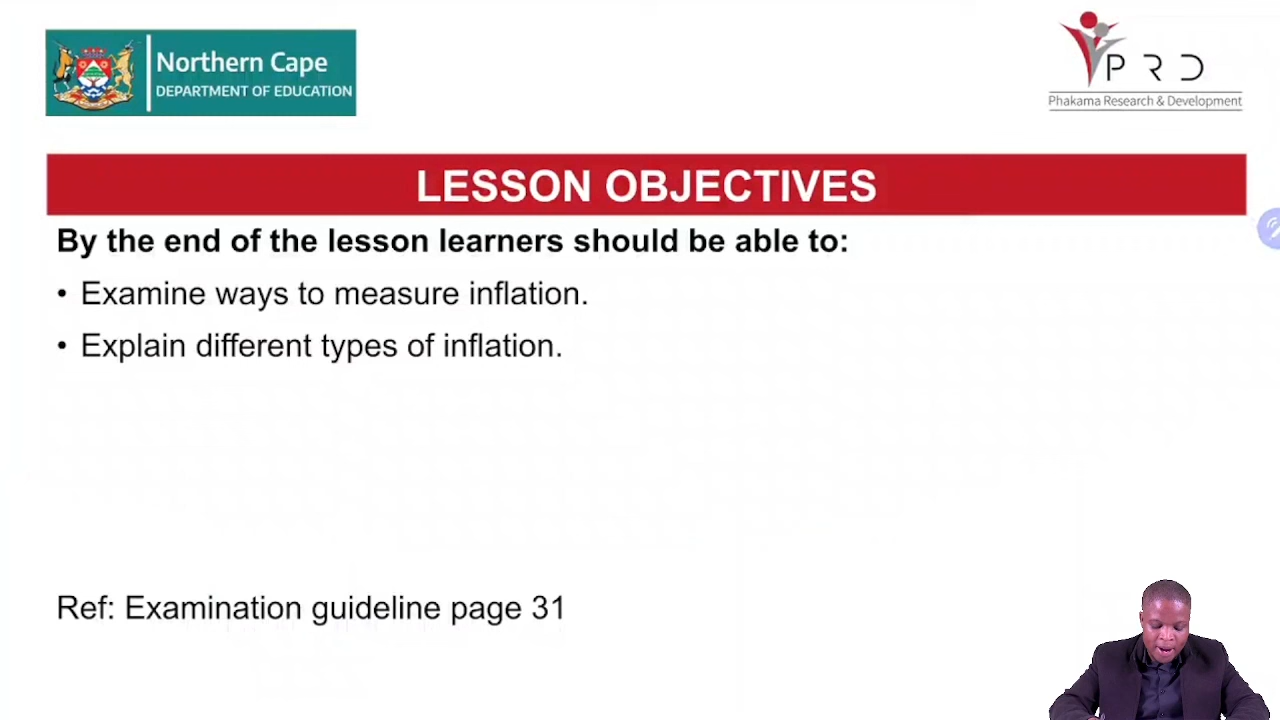 Northern Cape
DEPARTMENT OF EDUCATION
P R D
Phakama Research & Development
LESSON OBJECTIVES
By the end of the lesson learners should be able to:
• Examine ways to measure inflation.
• Explain different types of inflation.
Ref: Examination guideline page 31